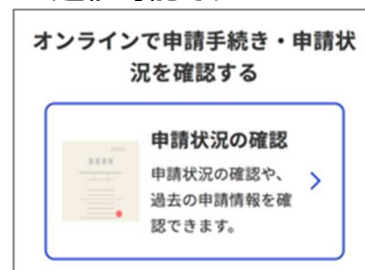 オンラインで申請手続き・申請状
況を確認する
申請状況の確認
申請状況の確認や、
過去の申請情報を確
認できます。